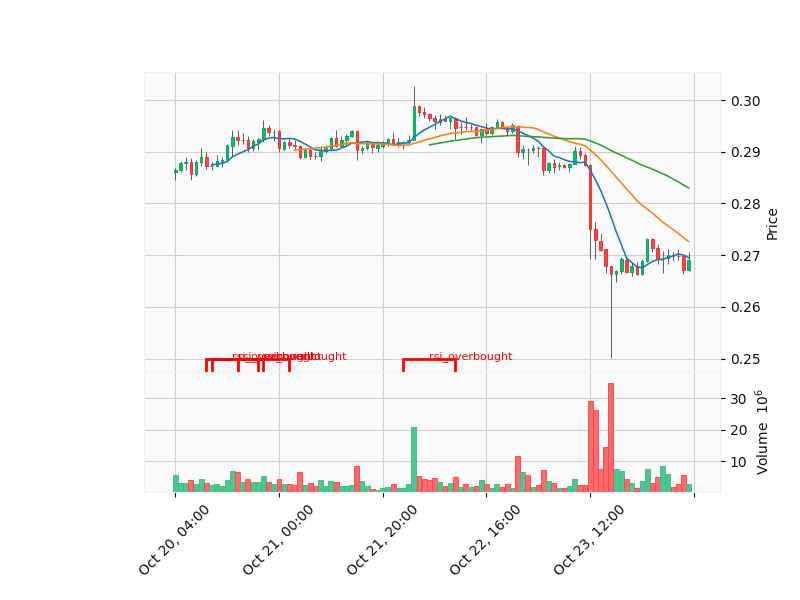 0.30
0.29
0.28
0.27
0.26
0.25
Price
rsi_overbought
30
20
10
Volume 10^6
Oct 20, 04:00
Oct 21, 00:00
Oct 21, 20:00
Oct 22, 16:00
Oct 23, 12:00